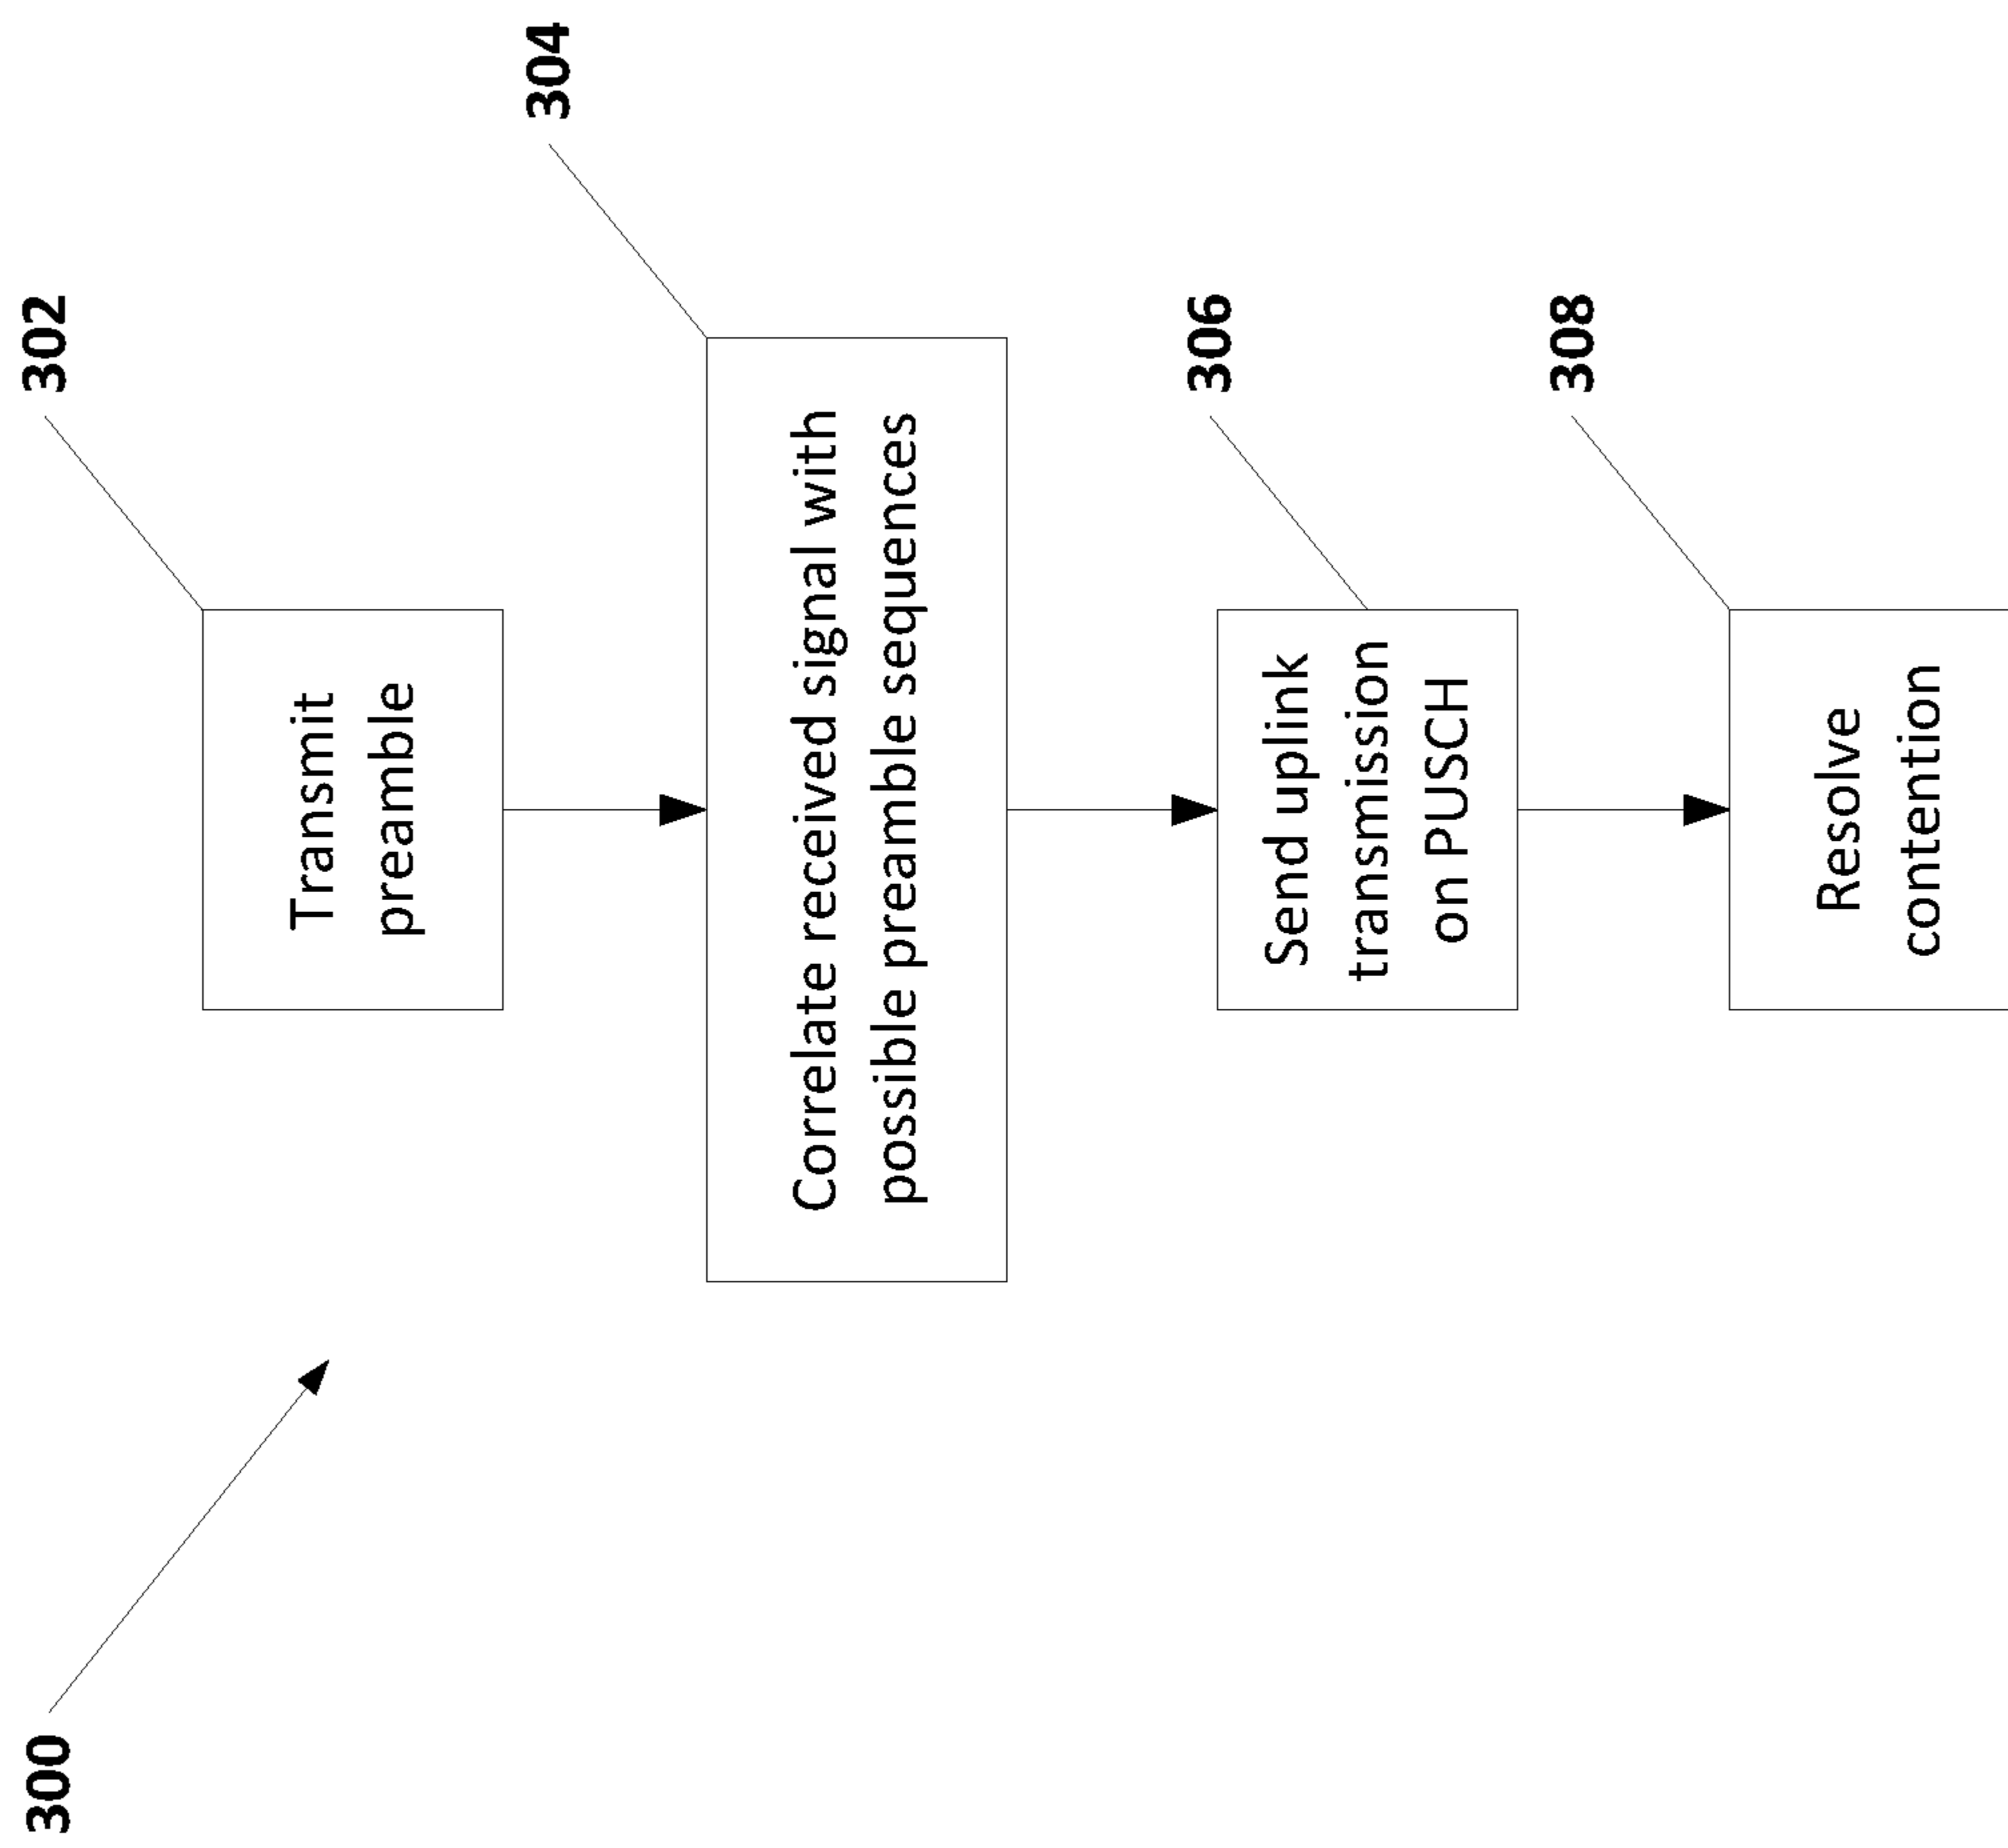 300
302
Transmit
preamble
304
Correlate received signal with
possible preamble sequences
306
Send uplink
transmission
on PUSCH
308
Resolve
contention